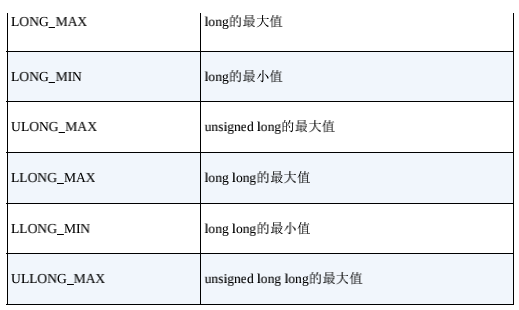 LONG_MAX long的最大值
LONG_MIN long的最小值
ULONG_MAX unsigned long的最大值
LLONG_MAX long long的最大值
LLONG_MIN long long的最小值
ULLONG_MAX unsigned long long的最大值